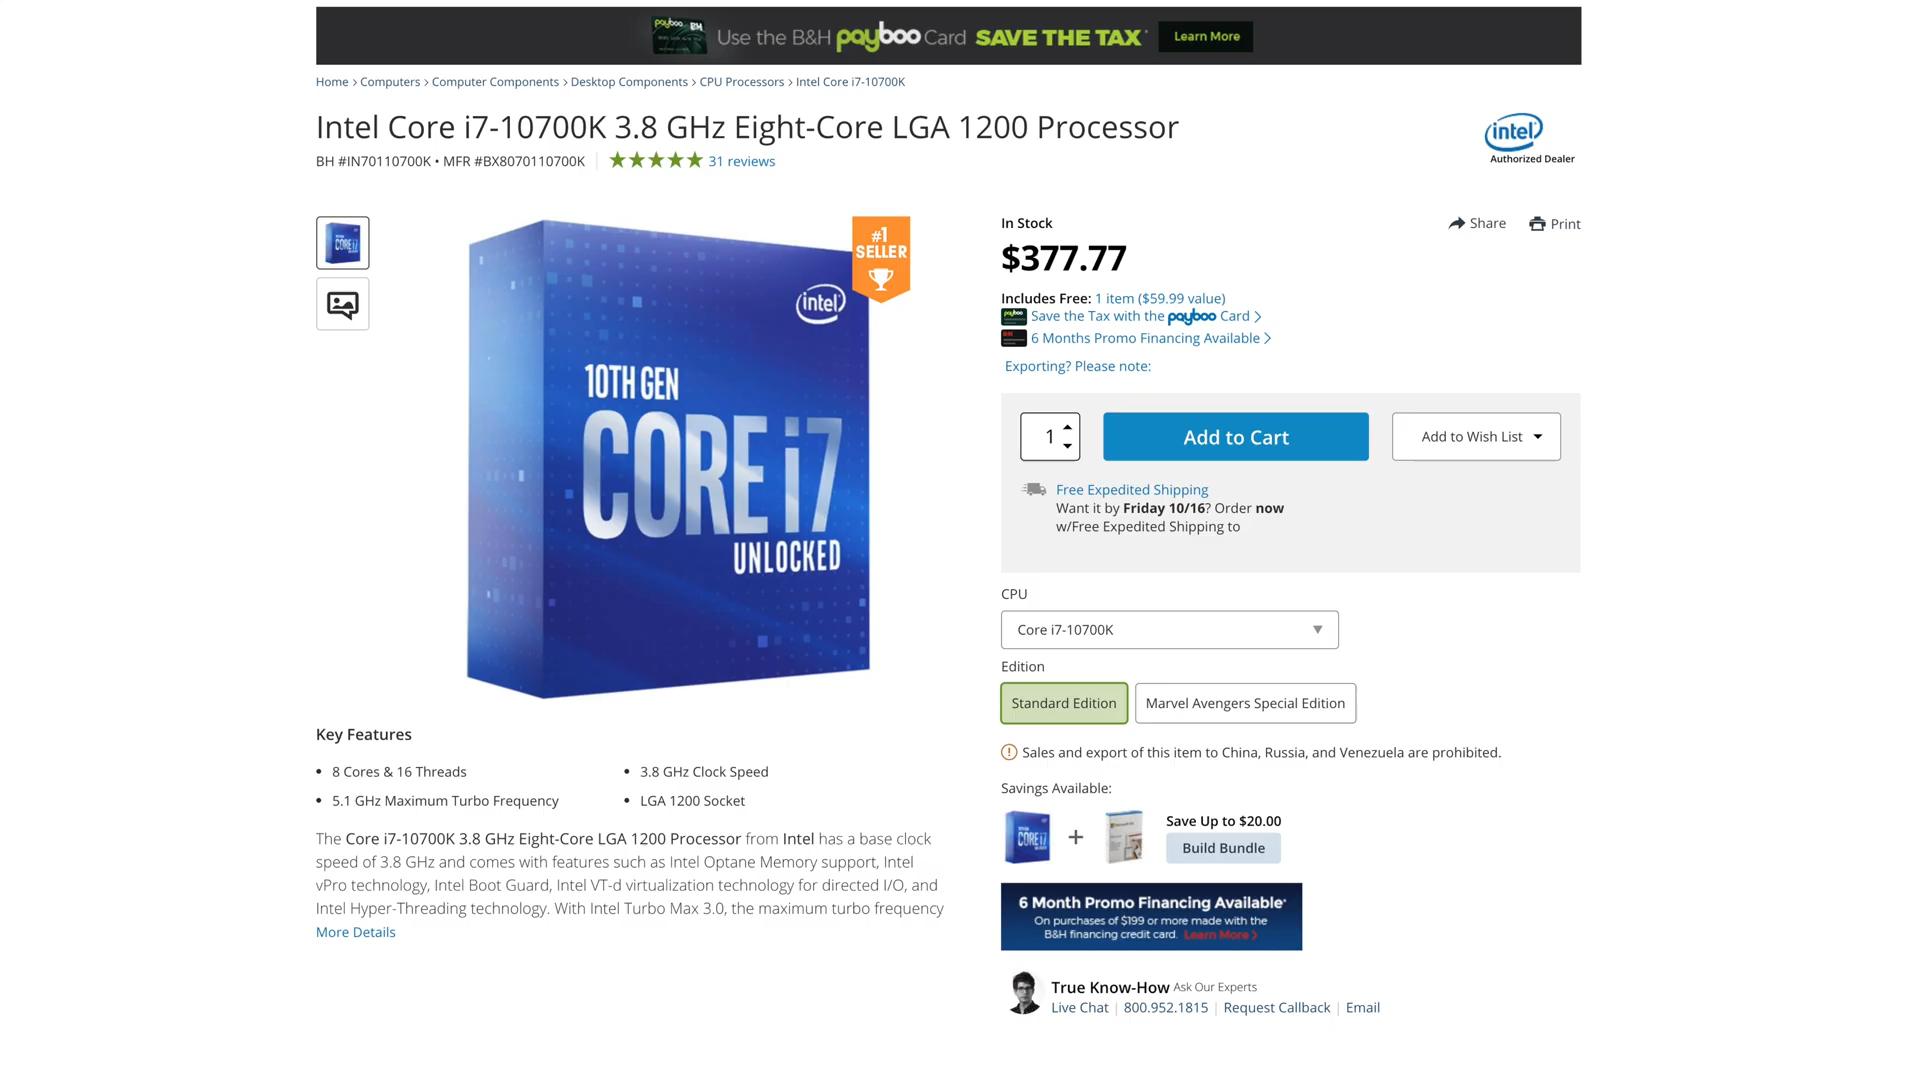 Use the B&H payboo Card SAVE THE TAX* Learn More
Home > Computers > Computer Components > Desktop Components > CPU Processors > Intel Core i7-10700K
Intel Core i7-10700K 3.8 GHz Eight-Core LGA 1200 Processor
BH #IN70110700K • MFR #BX8070110700K
31 reviews
intel
Authorized Dealer
#1
SELLER
intel
10TH GEN
CORE i7
UNLOCKED
In Stock
Share
Print
$377.77
Includes Free: 1 item ($59.99 value)
Save the Tax with the payboo Card >
6 Months Promo Financing Available >
Exporting? Please note:
1
Add to Cart
Add to Wish List
Free Expedited Shipping
Want it by Friday 10/16? Order now
w/Free Expedited Shipping to
CPU
Core i7-10700K
Edition
Standard Edition
Marvel Avengers Special Edition
Sales and export of this item to China, Russia, and Venezuela are prohibited.
Savings Available:
CORE i7
+
Save Up to $20.00
Build Bundle
6 Month Promo Financing Available*
On purchases of $199 or more made with the
B&H financing credit card. Learn More >
True Know-How Ask Our Experts
Live Chat | 800.952.1815 | Request Callback | Email
Key Features
• 8 Cores & 16 Threads
• 3.8 GHz Clock Speed
• 5.1 GHz Maximum Turbo Frequency
• LGA 1200 Socket
The Core i7-10700K 3.8 GHz Eight-Core LGA 1200 Processor from Intel has a base clock
speed of 3.8 GHz and comes with features such as Intel Optane Memory support, Intel
vPro technology, Intel Boot Guard, Intel VT-d virtualization technology for directed I/O, and
Intel Hyper-Threading technology. With Intel Turbo Max 3.0, the maximum turbo frequency
More Details